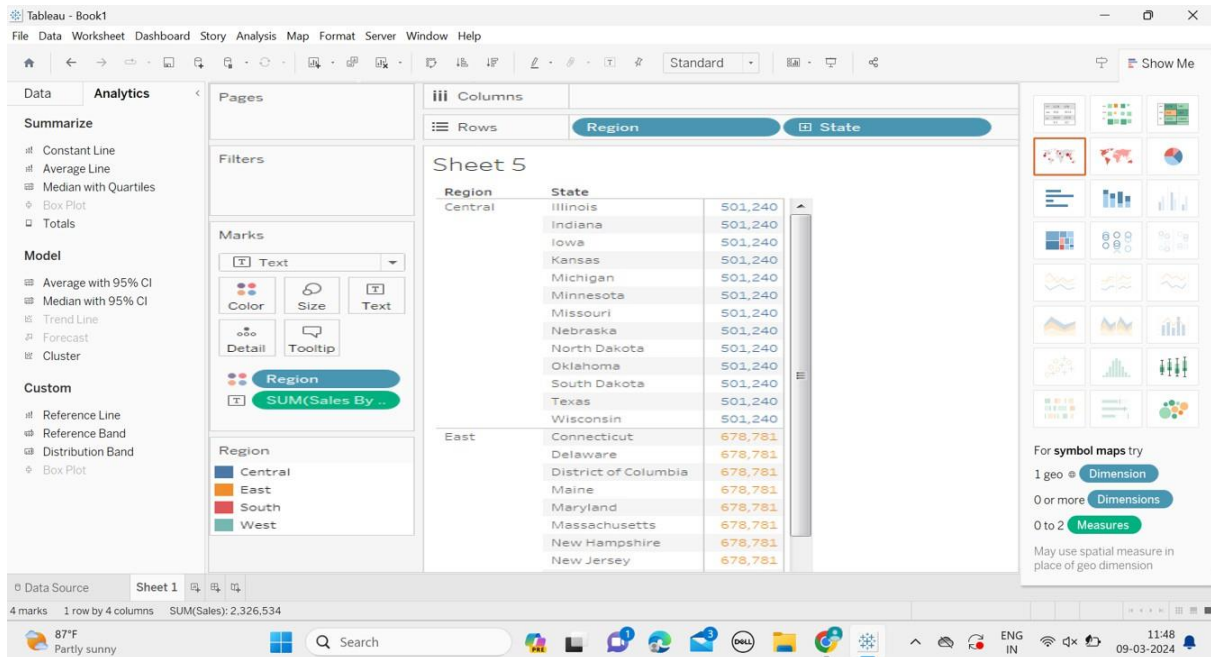 Tableau - Book1
File Data Worksheet Dashboard Story Analysis Map Format Server Window Help
Standard
Show Me
Data Analytics
Summarize
Constant Line
Average Line
Median with Quartiles
Box Plot
Totals
Model
Average with 95% CI
Median with 95% CI
Trend Line
Forecast
Cluster
Custom
Reference Line
Reference Band
Distribution Band
Box Plot
Pages
Filters
Marks
Text
Color Size Text
Detail Tooltip
Region
SUM(Sales By ..
Region
Central
East
South
West
Columns
Rows Region State
Sheet 5
Region State
Central Illinois 501,240
Indiana 501,240
Iowa 501,240
Kansas 501,240
Michigan 501,240
Minnesota 501,240
Missouri 501,240
Nebraska 501,240
North Dakota 501,240
Oklahoma 501,240
South Dakota 501,240
Texas 501,240
Wisconsin 501,240
East Connecticut 678,781
Delaware 678,781
District of Columbia 678,781
Maine 678,781
Maryland 678,781
Massachusetts 678,781
New Hampshire 678,781
New Jersey 678,781
For symbol maps try
1 geo Dimension
0 or more Dimensions
0 to 2 Measures
May use spatial measure in
place of geo dimension
Data Source Sheet 1
4 marks 1 row by 4 columns SUM(Sales): 2,326,534
87°F
Partly sunny
Search
PRE
3
DELL
ENG
IN
11:48
09-03-2024